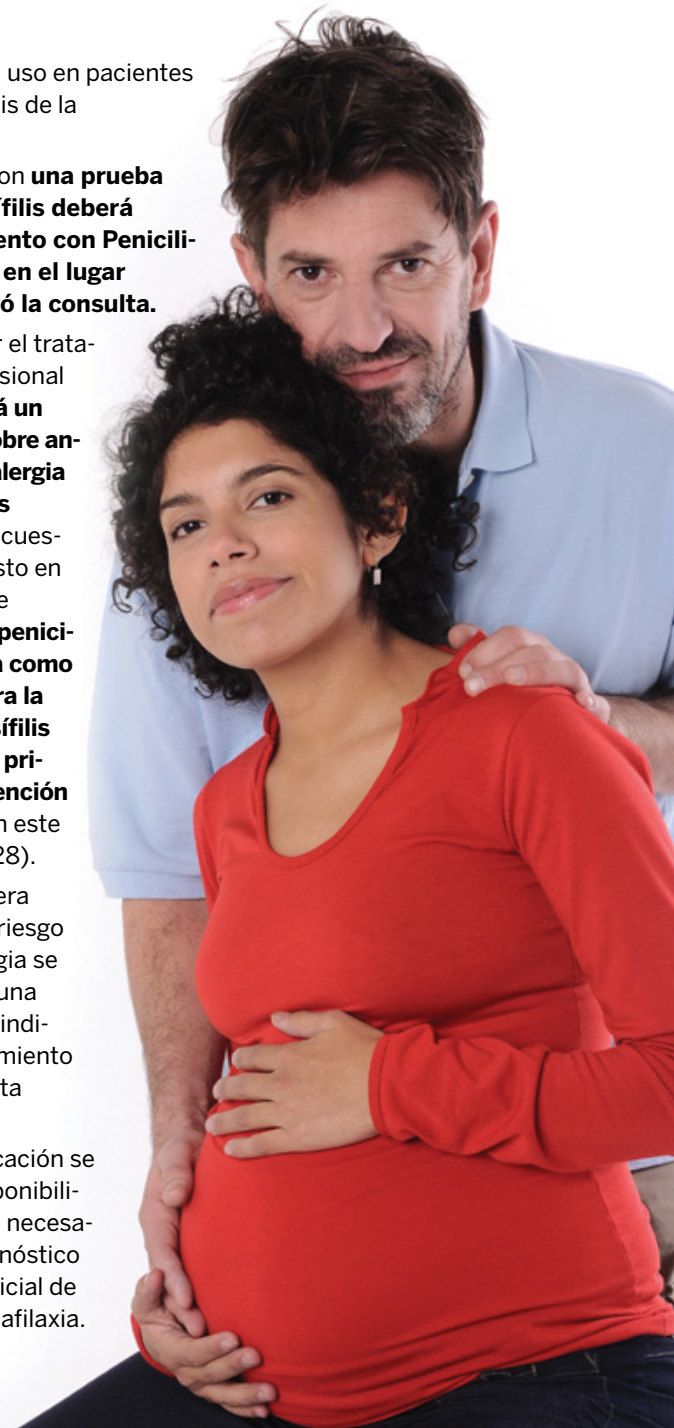 uso en pacientes
is de la
on una prueba
ífilis deberá
ento con Penicili-
en el lugar
ó la consulta.
r el trata-
sional
á un
obre an-
alergia
s
cues-
sto en
e
penici-
a como
ra la
sífilis
pri-
ención
n este
28).
era
riesgo
gia se
una
indi-
miento
ta
cación se
ponibili-
necesa-
nóstico
icial de
afilaxia.